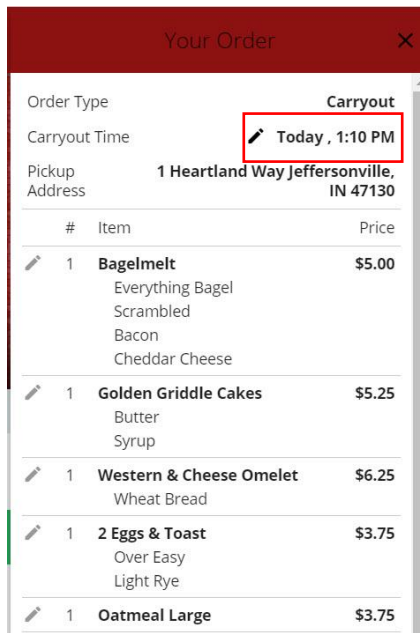 Your Order
Order Type Carryout
Carryout Time Today , 1:10 PM
Pickup Address 1 Heartland Way Jeffersonville, IN 47130
# Item Price
1 Bagelmelt $5.00
Everything Bagel
Scrambled
Bacon
Cheddar Cheese
1 Golden Griddle Cakes $5.25
Butter
Syrup
1 Western & Cheese Omelet $6.25
Wheat Bread
1 2 Eggs & Toast $3.75
Over Easy
Light Rye
1 Oatmeal Large $3.75